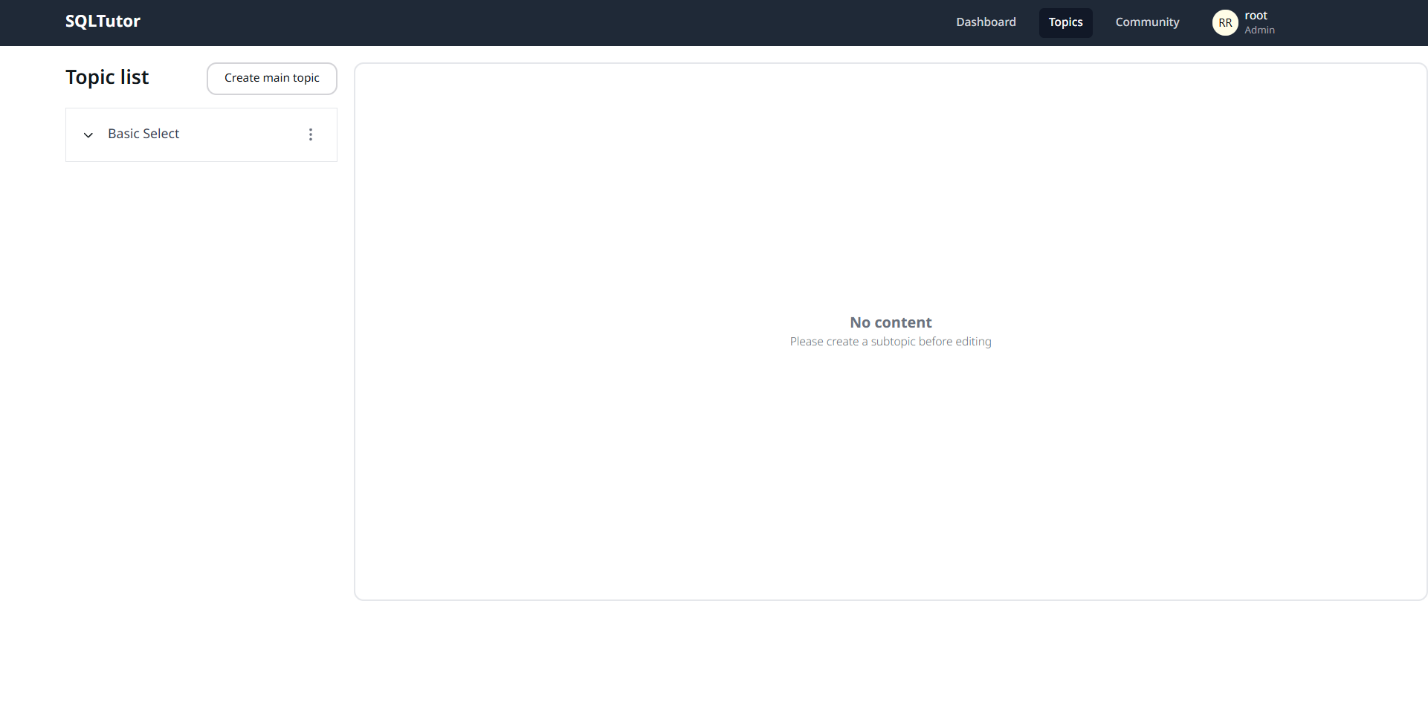 SQLTutor
Dashboard
Topics
Community
RR
root
Admin
Topic list
Create main topic
Basic Select
No content
Please create a subtopic before editing